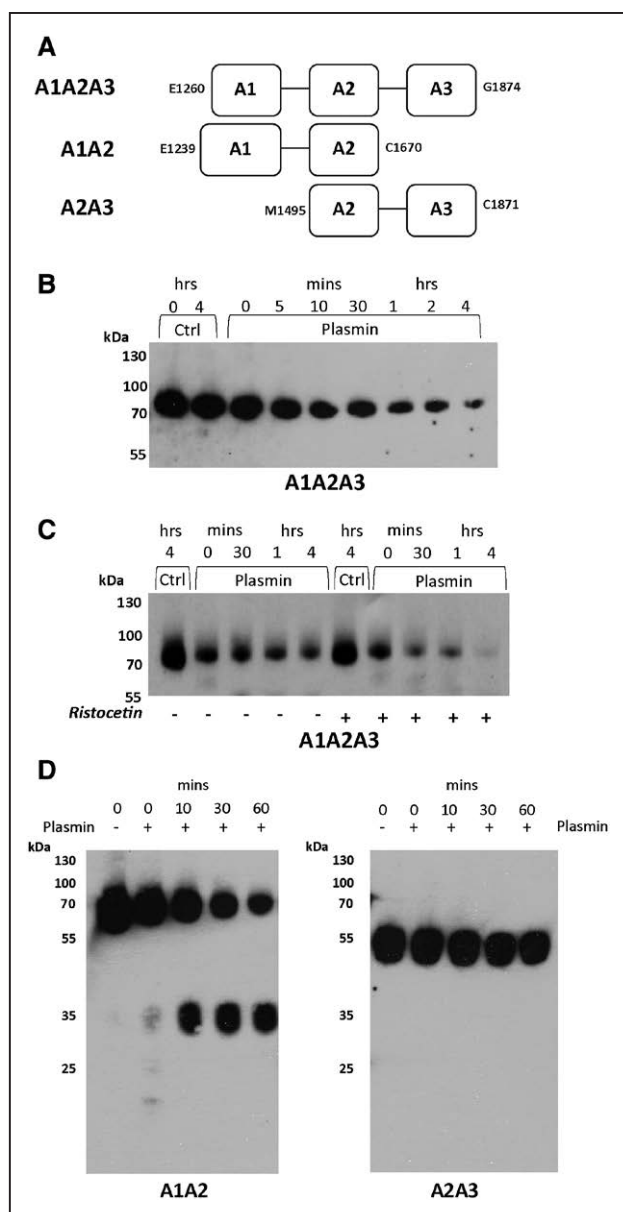 A
A1A2A3 E1260 A1 A2 A3 G1874
A1A2 E1239 A1 A2 C1670
A2A3 M1495 A2 A3 C1871
B
hrs mins hrs
0 4 0 5 10 30 1 2 4
Ctrl Plasmin
kDa
130
100
70
55
A1A2A3
C
hrs mins hrs hrs mins hrs
4 0 30 1 4 4 0 30 1 4
Ctrl Plasmin Ctrl Plasmin
kDa
130
100
70
55
Ristocetin - - - - - + + + + +
A1A2A3
D
mins
0 0 10 30 60
Plasmin - + + + +
kDa
130
100
70
55
35
25
A1A2
mins
0 0 10 30 60
- + + + + Plasmin
kDa
130
100
70
55
35
25
A2A3